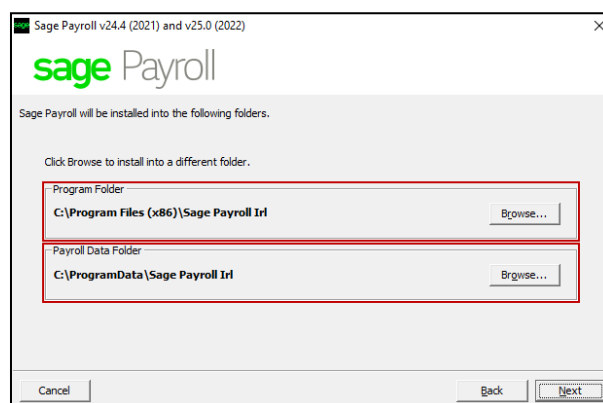 sage Sage Payroll v24.4 (2021) and v25.0 (2022)
sage Payroll
Sage Payroll will be installed into the following folders.
Click Browse to install into a different folder.
Program Folder
C:\Program Files (x86)\Sage Payroll Irl
Browse...
Payroll Data Folder
C:\ProgramData\Sage Payroll Irl
Browse...
Cancel
Back
Next